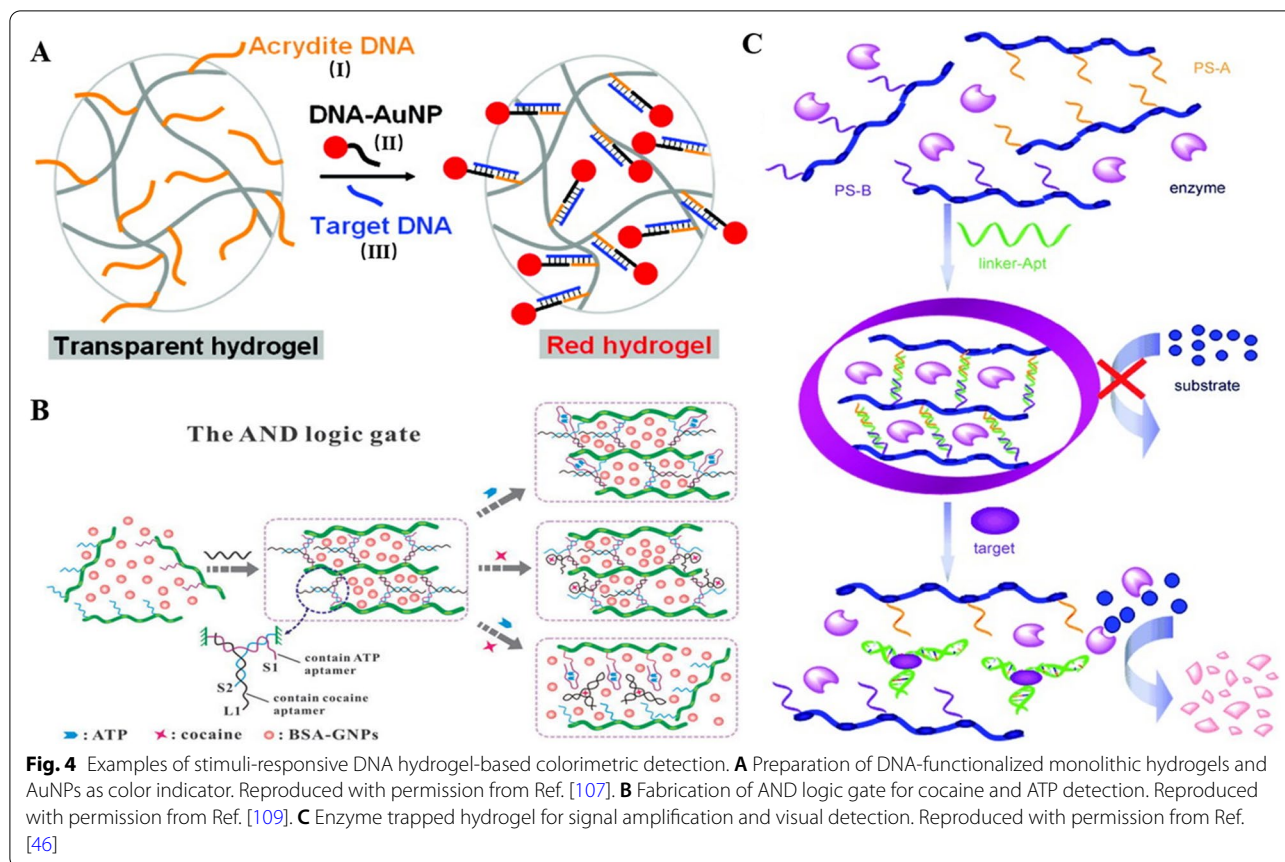 A
Acrydite DNA
(I)
DNA-AuNP
(II)
Target DNA
(III)
Transparent hydrogel
Red hydrogel
B
The AND logic gate
S1
contain ATP
aptamer
S2
contain cocaine
aptamer
L1
: ATP
: cocaine
: BSA-GNPs
C
PS-A
PS-B
enzyme
linker-Apt
substrate
target
Fig. 4 Examples of stimuli-responsive DNA hydrogel-based colorimetric detection. A Preparation of DNA-functionalized monolithic hydrogels and
AuNPs as color indicator. Reproduced with permission from Ref. [107]. B Fabrication of AND logic gate for cocaine and ATP detection. Reproduced
with permission from Ref. [109]. C Enzyme trapped hydrogel for signal amplification and visual detection. Reproduced with permission from Ref.
[46]